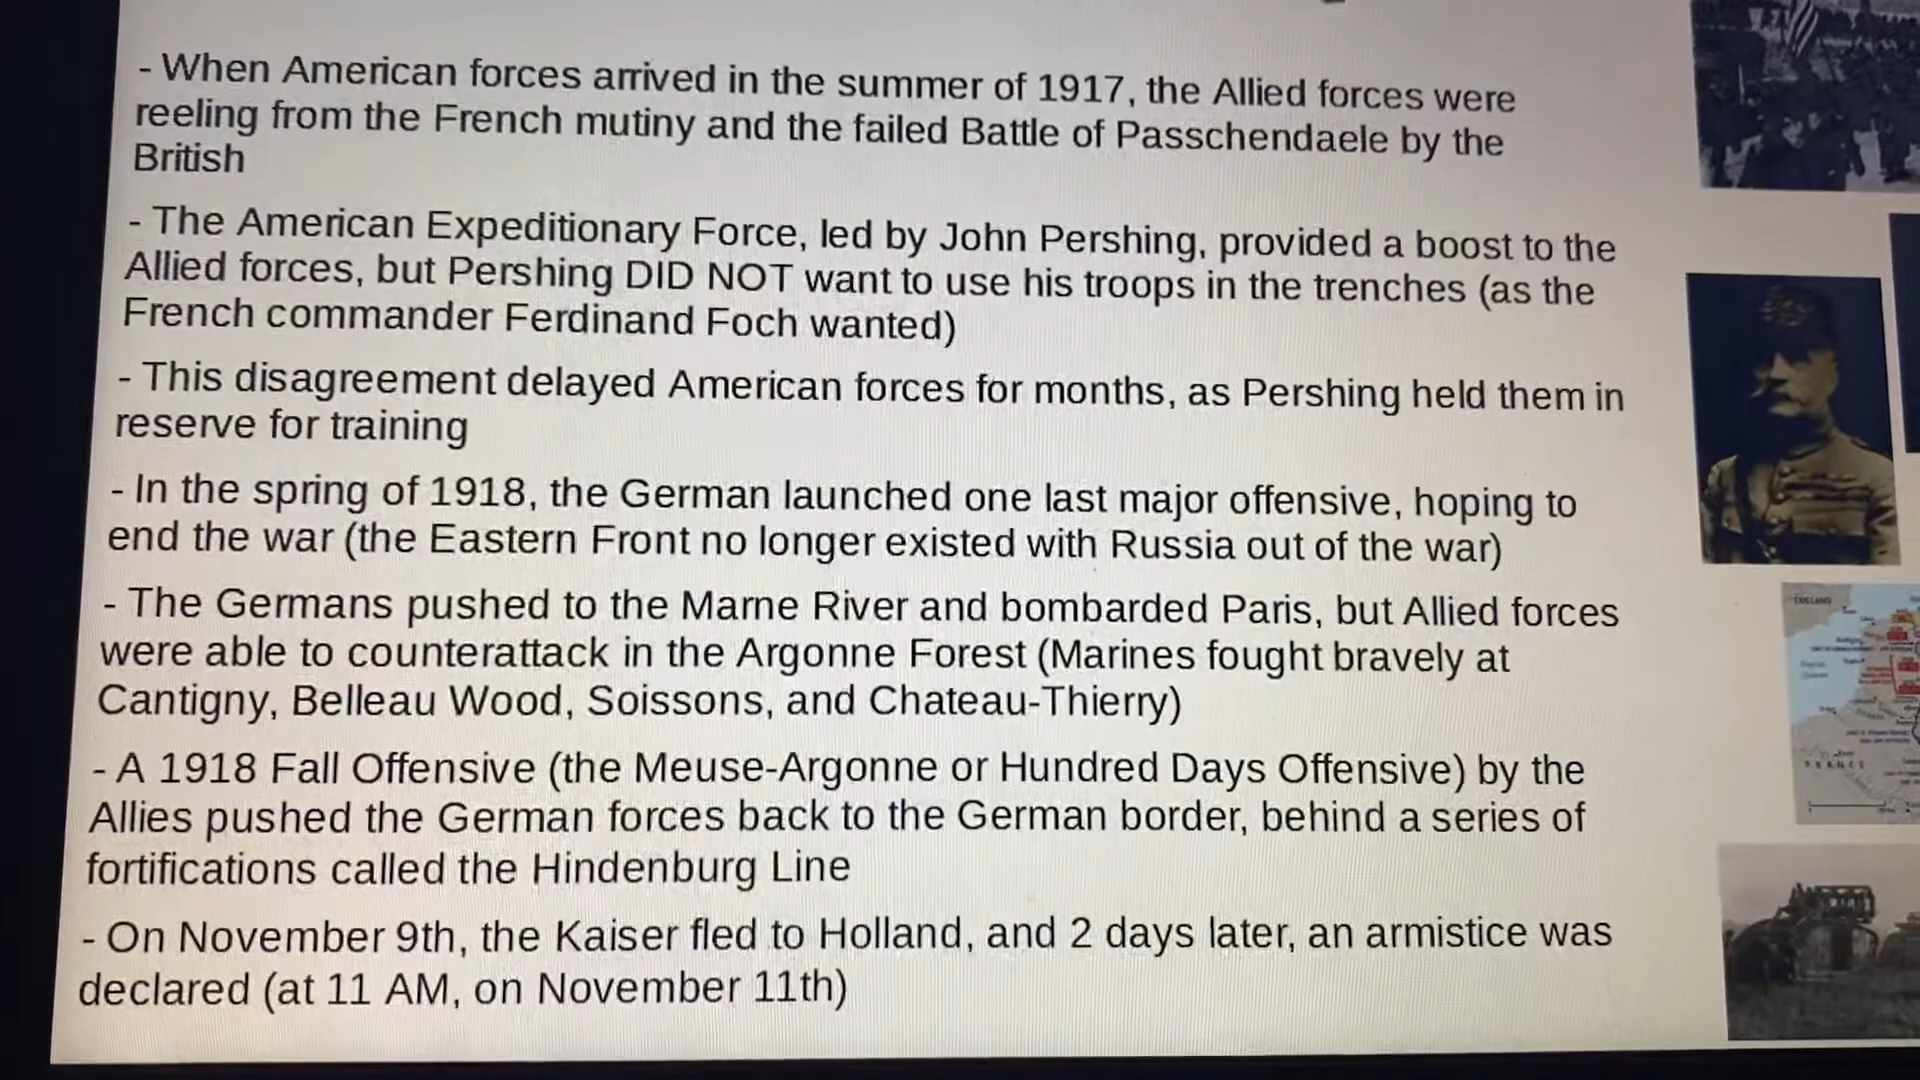 - When American forces arrived in the summer of 1917, the Allied forces were
reeling from the French mutiny and the failed Battle of Passchendaele by the
British
- The American Expeditionary Force, led by John Pershing, provided a boost to the
Allied forces, but Pershing DID NOT want to use his troops in the trenches (as the
French commander Ferdinand Foch wanted)
- This disagreement delayed American forces for months, as Pershing held them in
reserve for training
- In the spring of 1918, the German launched one last major offensive, hoping to
end the war (the Eastern Front no longer existed with Russia out of the war)
- The Germans pushed to the Marne River and bombarded Paris, but Allied forces
were able to counterattack in the Argonne Forest (Marines fought bravely at
Cantigny, Belleau Wood, Soissons, and Chateau-Thierry)
- A 1918 Fall Offensive (the Meuse-Argonne or Hundred Days Offensive) by the
Allies pushed the German forces back to the German border, behind a series of
fortifications called the Hindenburg Line
- On November 9th, the Kaiser fled to Holland, and 2 days later, an armistice was
declared (at 11 AM, on November 11th)
ENGLAND
FRANCE